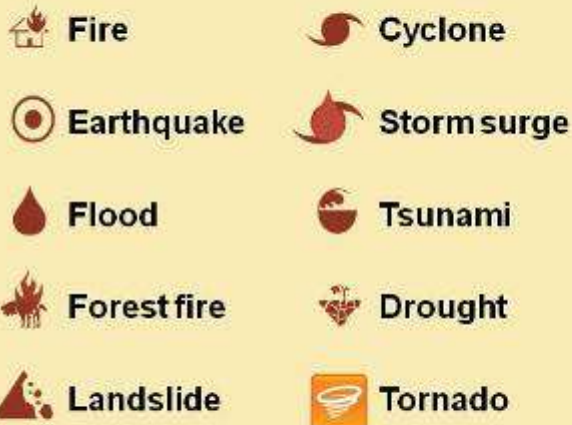 Fire
Cyclone
Earthquake
Storm surge
Flood
Tsunami
Forest fire
Drought
Landslide
Tornado